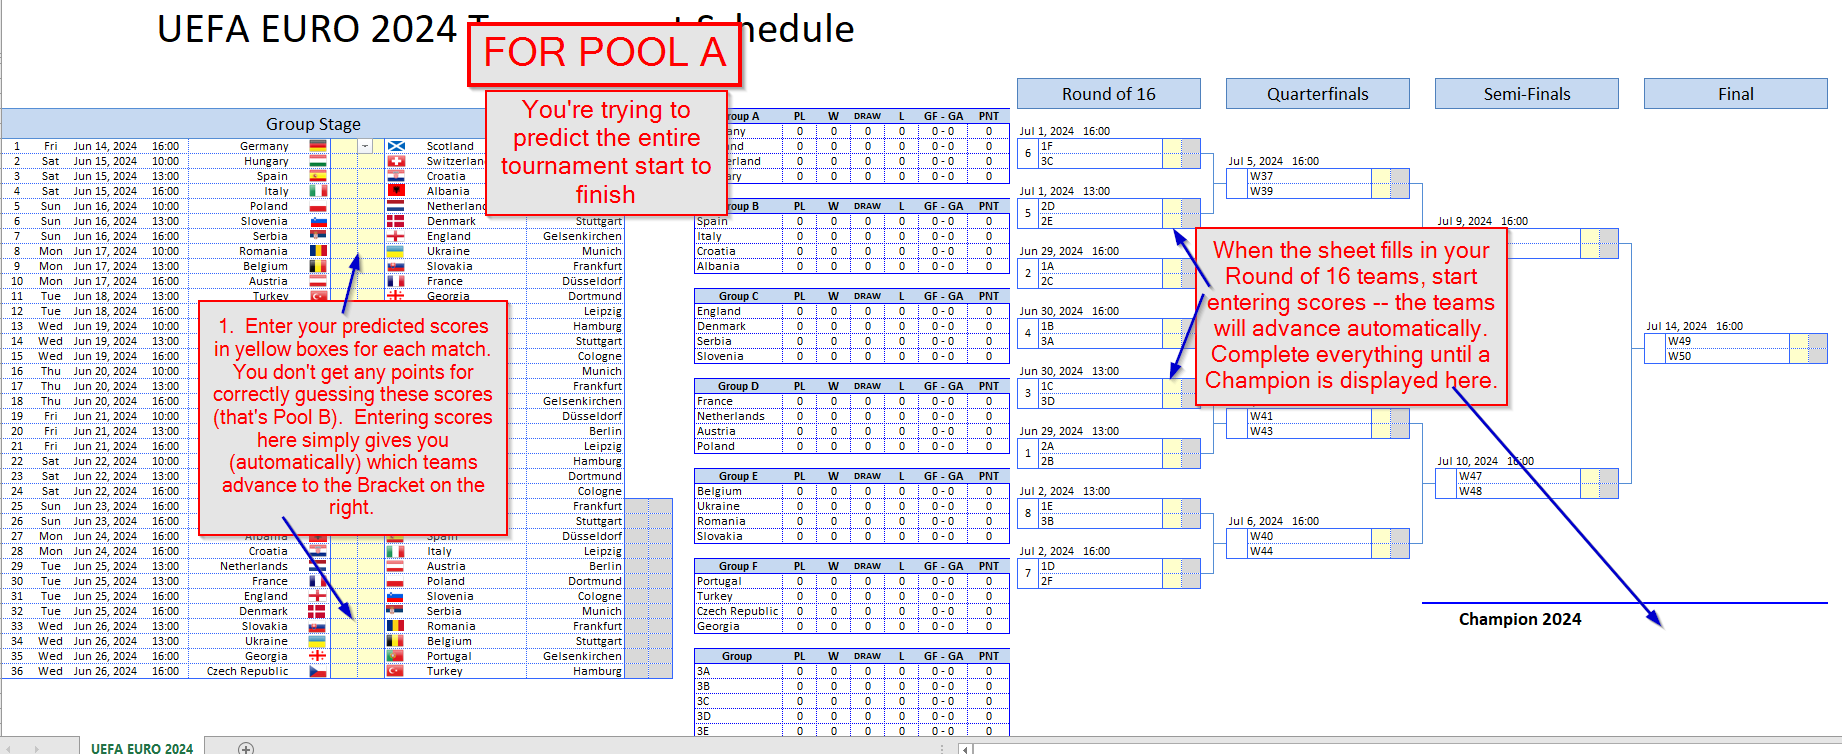 UEFA EURO 2024 T hedule
FOR POOL A
You're trying to
predict the entire
tournament start to
finish
Round of 16
Quarterfinals
Semi-Finals
Final
Group Stage
1 Fri Jun 14, 2024 16:00 Germany Scotland
2 Sat Jun 15, 2024 10:00 Hungary Switzerlan
3 Sat Jun 15, 2024 13:00 Spain Croatia
4 Sat Jun 15, 2024 16:00 Italy Albania
5 Sun Jun 16, 2024 10:00 Poland Netherlan
6 Sun Jun 16, 2024 13:00 Slovenia Denmark Stuttgart
7 Sun Jun 16, 2024 16:00 Serbia England Gelsenkirchen
8 Mon Jun 17, 2024 10:00 Romania Ukraine Munich
9 Mon Jun 17, 2024 13:00 Belgium Slovakia Frankfurt
10 Mon Jun 17, 2024 16:00 Austria France Düsseldorf
11 Tue Jun 18, 2024 13:00 Turkey Georgia Dortmund
12 Tue Jun 18, 2024 16:00 Leipzig
13 Wed Jun 19, 2024 10:00 Hamburg
14 Wed Jun 19, 2024 13:00 Stuttgart
15 Wed Jun 19, 2024 16:00 Cologne
16 Thu Jun 20, 2024 10:00 Munich
17 Thu Jun 20, 2024 13:00 Frankfurt
18 Thu Jun 20, 2024 16:00 Gelsenkirchen
19 Fri Jun 21, 2024 10:00 Düsseldorf
20 Fri Jun 21, 2024 13:00 Berlin
21 Fri Jun 21, 2024 16:00 Leipzig
22 Sat Jun 22, 2024 10:00 Hamburg
23 Sat Jun 22, 2024 13:00 Dortmund
24 Sat Jun 22, 2024 16:00 Cologne
25 Sun Jun 23, 2024 16:00 Frankfurt
26 Sun Jun 23, 2024 16:00 Stuttgart
27 Mon Jun 24, 2024 16:00 Albania Spain Düsseldorf
28 Mon Jun 24, 2024 16:00 Croatia Italy Leipzig
29 Tue Jun 25, 2024 13:00 Netherlands Austria Berlin
30 Tue Jun 25, 2024 13:00 France Poland Dortmund
31 Tue Jun 25, 2024 16:00 England Slovenia Cologne
32 Tue Jun 25, 2024 16:00 Denmark Serbia Munich
33 Wed Jun 26, 2024 13:00 Slovakia Romania Frankfurt
34 Wed Jun 26, 2024 13:00 Ukraine Belgium Stuttgart
35 Wed Jun 26, 2024 16:00 Georgia Portugal Gelsenkirchen
36 Wed Jun 26, 2024 16:00 Czech Republic Turkey Hamburg
1. Enter your predicted scores
in yellow boxes for each match.
You don't get any points for
correctly guessing these scores
(that's Pool B). Entering scores
here simply gives you
(automatically) which teams
advance to the Bracket on the
right.
oup A PL W DRAW L GF - GA PNT
any 0 0 0 0 0 - 0 0
nd 0 0 0 0 0 - 0 0
erland 0 0 0 0 0 - 0 0
ary 0 0 0 0 0 - 0 0
oup B PL W DRAW L GF - GA PNT
Spain 0 0 0 0 0 - 0 0
Italy 0 0 0 0 0 - 0 0
Croatia 0 0 0 0 0 - 0 0
Albania 0 0 0 0 0 - 0 0
Group C PL W DRAW L GF - GA PNT
England 0 0 0 0 0 - 0 0
Denmark 0 0 0 0 0 - 0 0
Serbia 0 0 0 0 0 - 0 0
Slovenia 0 0 0 0 0 - 0 0
Group D PL W DRAW L GF - GA PNT
France 0 0 0 0 0 - 0 0
Netherlands 0 0 0 0 0 - 0 0
Austria 0 0 0 0 0 - 0 0
Poland 0 0 0 0 0 - 0 0
Group E PL W DRAW L GF - GA PNT
Belgium 0 0 0 0 0 - 0 0
Ukraine 0 0 0 0 0 - 0 0
Romania 0 0 0 0 0 - 0 0
Slovakia 0 0 0 0 0 - 0 0
Group F PL W DRAW L GF - GA PNT
Portugal 0 0 0 0 0 - 0 0
Turkey 0 0 0 0 0 - 0 0
Czech Republic 0 0 0 0 0 - 0 0
Georgia 0 0 0 0 0 - 0 0
Group PL W DRAW L GF - GA PNT
3A 0 0 0 0 0 - 0 0
3B 0 0 0 0 0 - 0 0
3C 0 0 0 0 0 - 0 0
3D 0 0 0 0 0 - 0 0
3E 0 0 0 0 0 - 0 0
Jul 1, 2024 16:00
6 1F
3C
Jul 1, 2024 13:00
5 2D
2E
Jun 29, 2024 16:00
2 1A
2C
Jun 30, 2024 16:00
4 1B
3A
Jun 30, 2024 13:00
3 1C
3D
Jun 29, 2024 13:00
1 2A
2B
Jul 2, 2024 13:00
8 1E
3B
Jul 2, 2024 16:00
7 1D
2F
Jul 5, 2024 16:00
W37
W39
When the sheet fills in your
Round of 16 teams, start
entering scores -- the teams
will advance automatically.
Complete everything until a
Champion is displayed here.
W41
W43
Jul 6, 2024 16:00
W40
W44
Jul 9, 2024 16:00
Jul 10, 2024 16:00
W47
W48
Jul 14, 2024 16:00
W49
W50
Champion 2024
UEFA EURO 2024